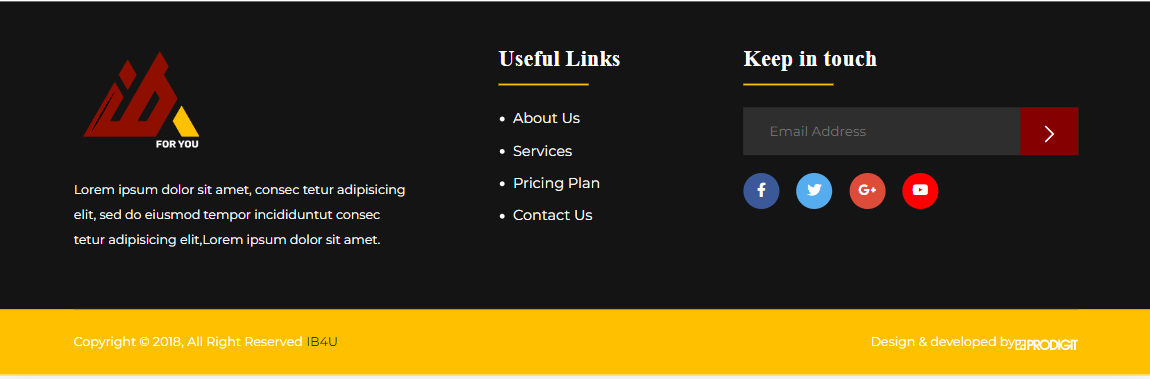 FOR YOU
Lorem ipsum dolor sit amet, consec tetur adipisicing
elit, sed do eiusmod tempor incididuntut consec
tetur adipisicing elit,Lorem ipsum dolor sit amet.
Useful Links
About Us
Services
Pricing Plan
Contact Us
Keep in touch
Email Address
Copyright © 2018, All Right Reserved IB4U
Design & developed by PRODIGIT